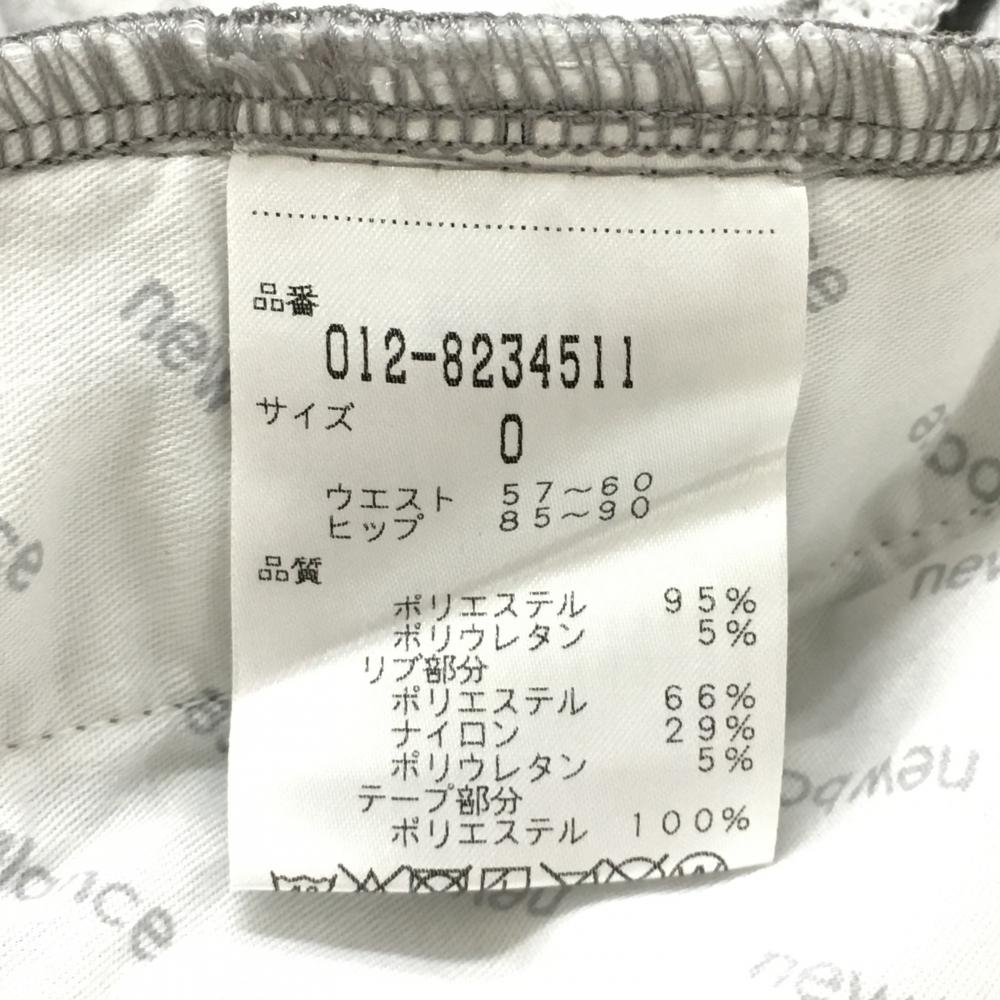 品番
012-8234511
サイズ
0
ウエスト 57～60
ヒップ 85～90
品質
ポリエステル 95%
ポリウレタン 5%
リブ部分
ポリエステル 66%
ナイロン 29%
ポリウレタン 5%
テープ部分
ポリエステル 100%